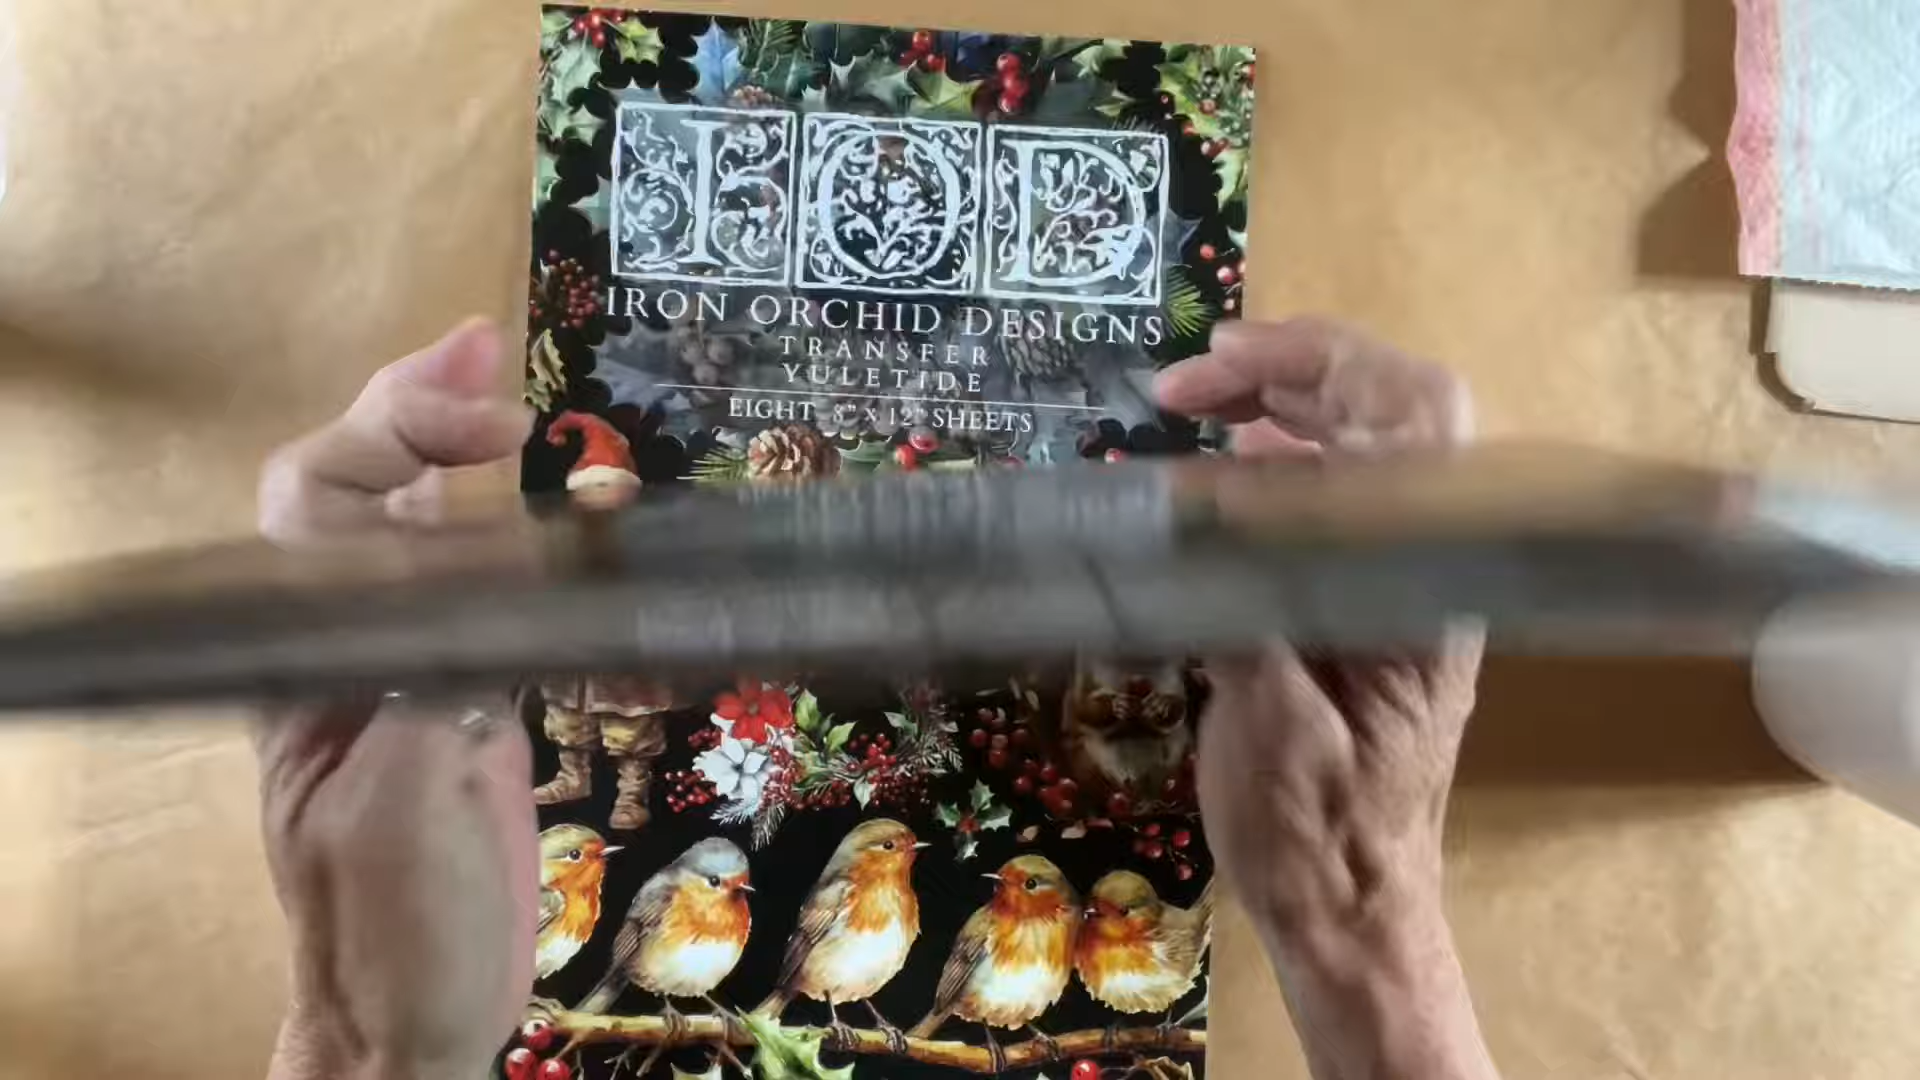 IOD
IRON ORCHID DESIGNS
TRANSFER
YULETIDE
EIGHT 8" X 12" SHEETS